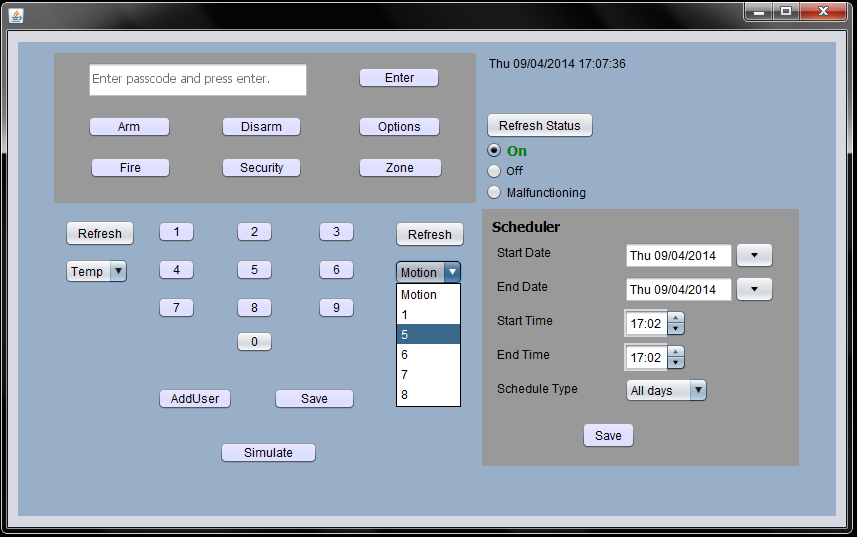 Enter passcode and press enter.
Enter
Arm
Disarm
Options
Fire
Security
Zone
Thu 09/04/2014 17:07:36
Refresh Status
On
Off
Malfunctioning
Refresh
1
2
3
Refresh
Temp
4
5
6
Motion
7
8
9
0
Motion
1
5
6
7
8
AddUser
Save
Simulate
Scheduler
Start Date
Thu 09/04/2014
End Date
Thu 09/04/2014
Start Time
17:02
End Time
17:02
Schedule Type
All days
Save